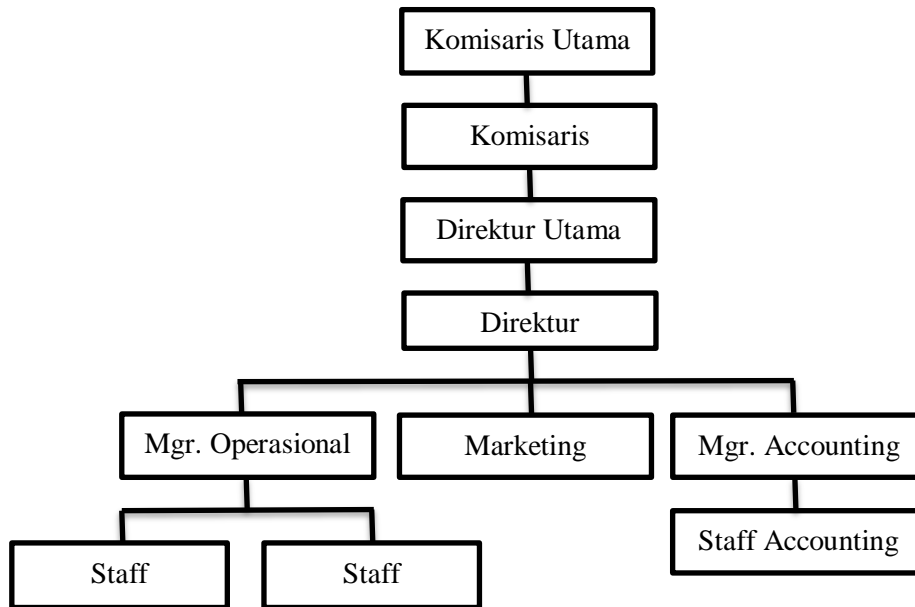 Komisaris Utama
Komisaris
Direktur Utama
Direktur
Mgr. Operasional
Marketing
Mgr. Accounting
Staff Accounting
Staff
Staff